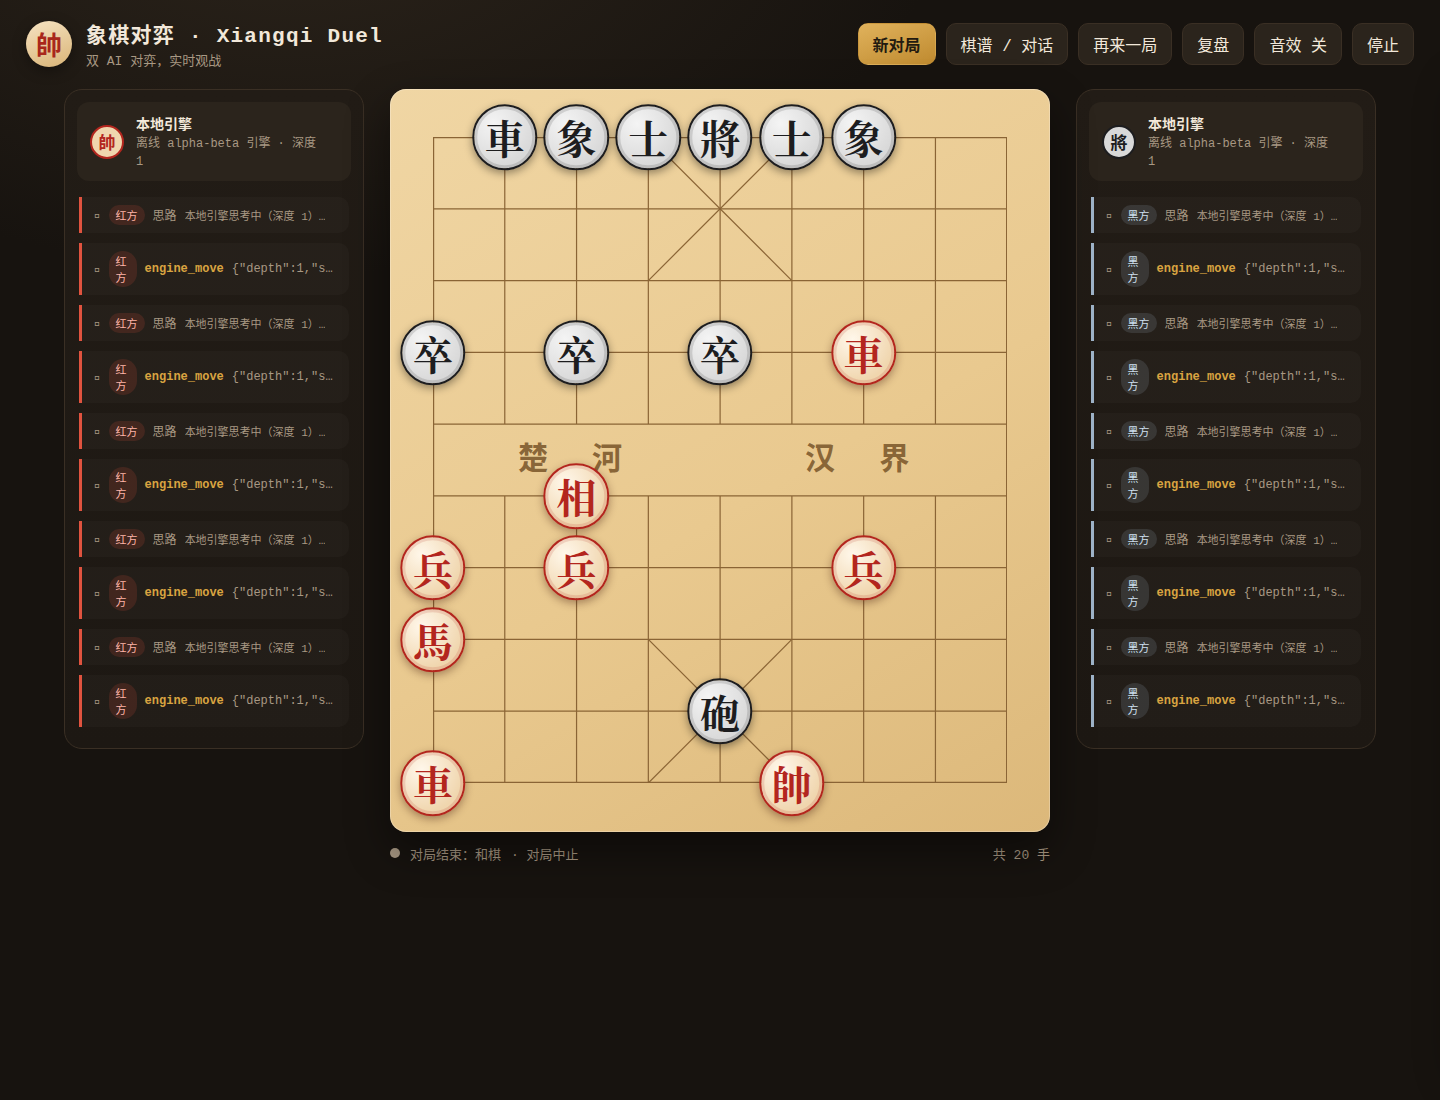 帥
象棋对弈 · Xiangqi Duel
双 AI 对弈，实时观战
新对局
棋谱 / 对话
再来一局
复盘
音效 关
停止
帥
本地引擎
离线 alpha-beta 引擎 · 深度
1
红方 思路 本地引擎思考中（深度 1）…
红方 engine_move {"depth":1,"s…
红方 思路 本地引擎思考中（深度 1）…
红方 engine_move {"depth":1,"s…
红方 思路 本地引擎思考中（深度 1）…
红方 engine_move {"depth":1,"s…
红方 思路 本地引擎思考中（深度 1）…
红方 engine_move {"depth":1,"s…
红方 思路 本地引擎思考中（深度 1）…
红方 engine_move {"depth":1,"s…
車 象 士 將 士 象
卒 卒 卒 車
楚 河 汉 界
相
兵 兵 兵
馬
砲
車 帥
对局结束：和棋 · 对局中止
共 20 手
將
本地引擎
离线 alpha-beta 引擎 · 深度
1
黑方 思路 本地引擎思考中（深度 1）…
黑方 engine_move {"depth":1,"s…
黑方 思路 本地引擎思考中（深度 1）…
黑方 engine_move {"depth":1,"s…
黑方 思路 本地引擎思考中（深度 1）…
黑方 engine_move {"depth":1,"s…
黑方 思路 本地引擎思考中（深度 1）…
黑方 engine_move {"depth":1,"s…
黑方 思路 本地引擎思考中（深度 1）…
黑方 engine_move {"depth":1,"s…